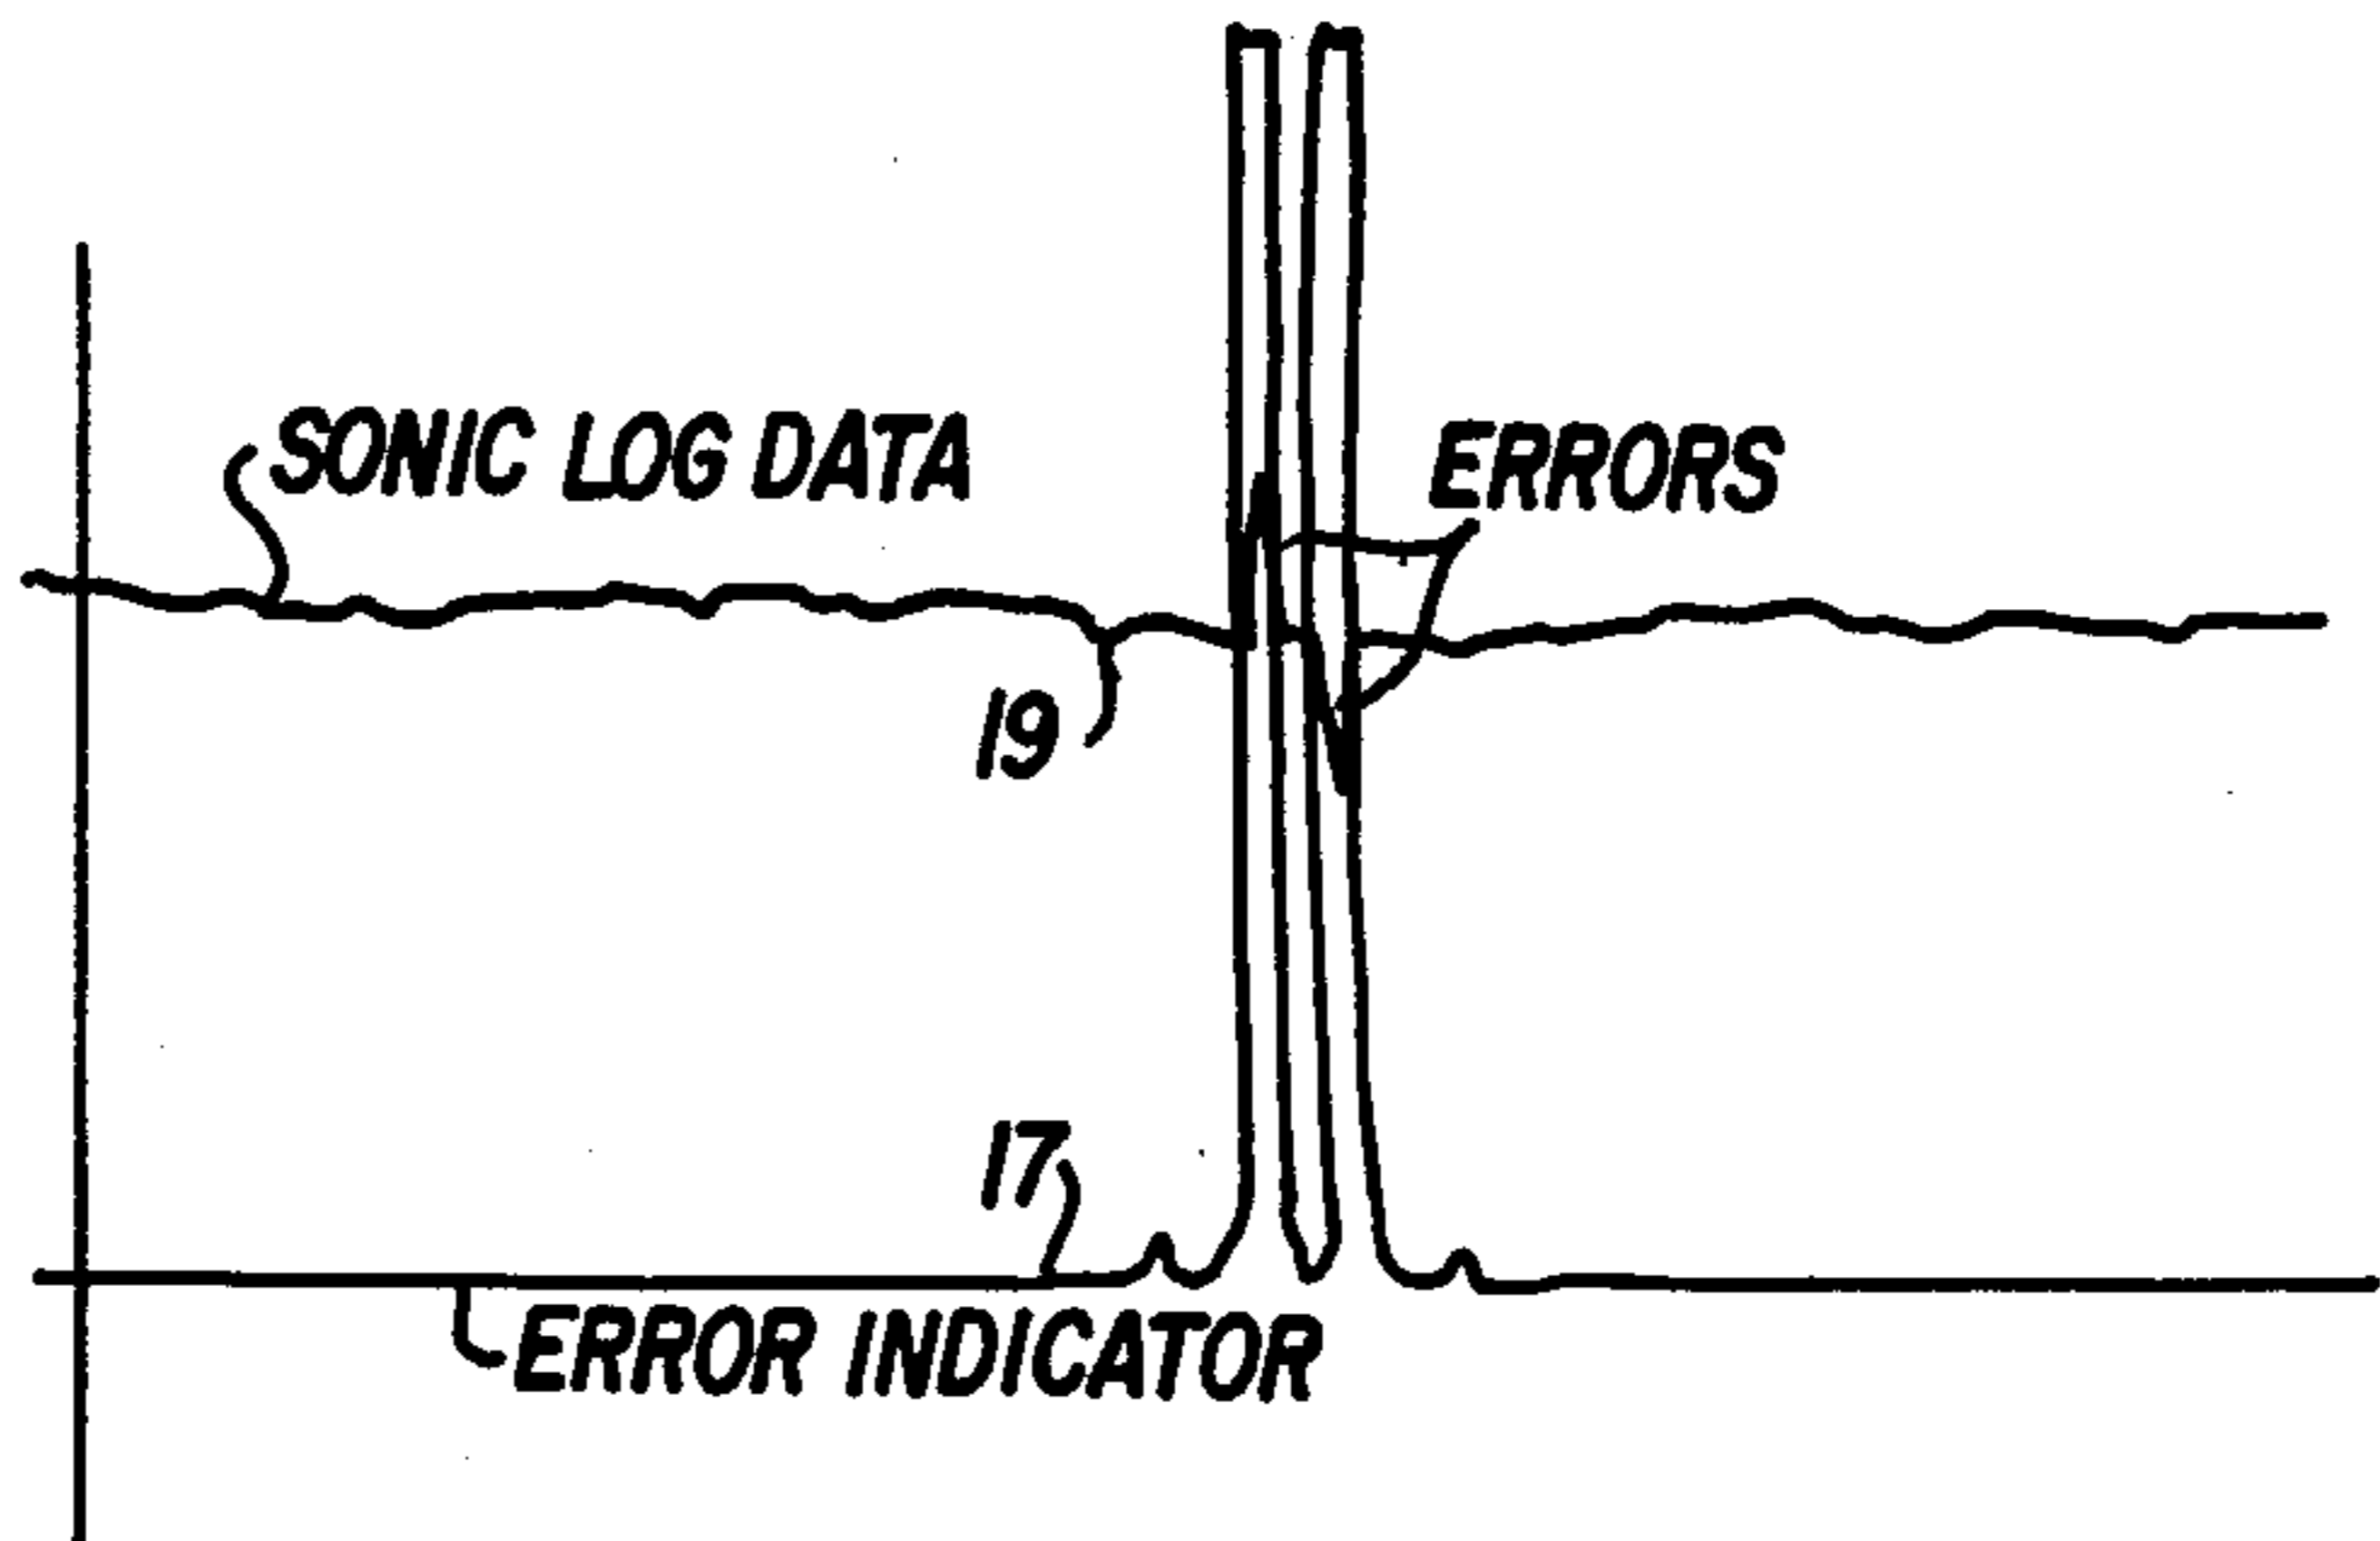 SONIC LOG DATA
ERRORS
19
17
ERROR INDICATOR